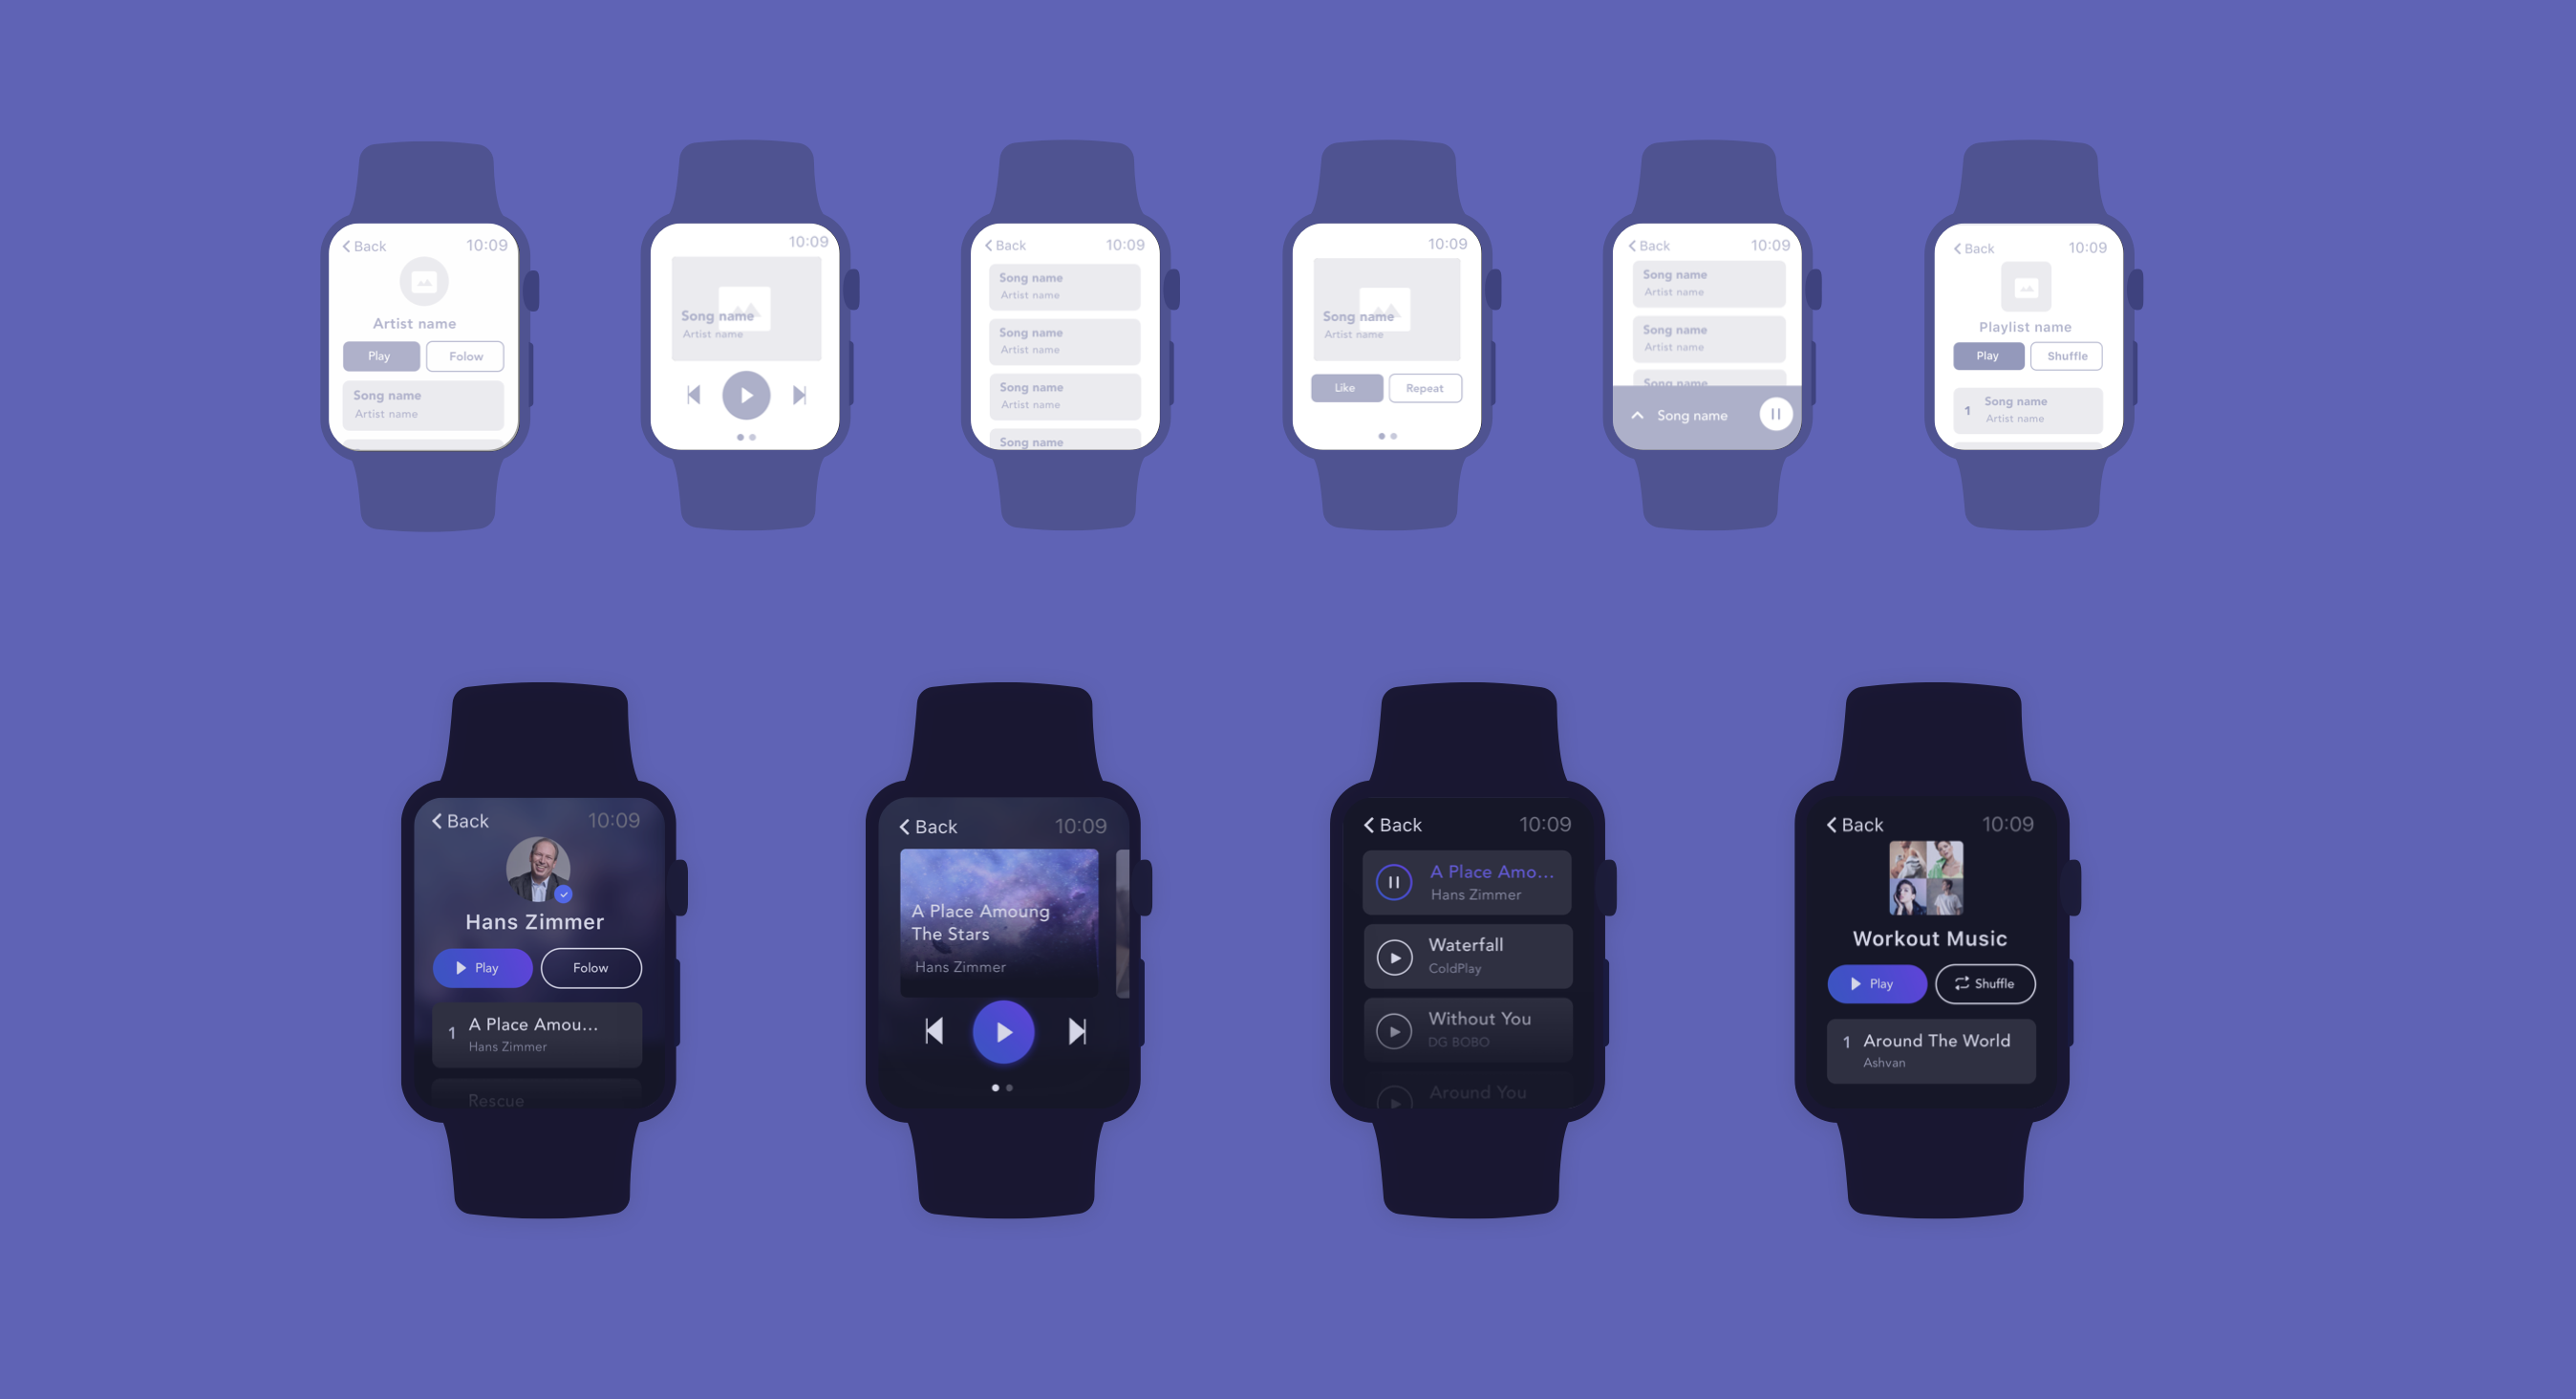 Back 10:09
Artist name
Play Folow
Song name
Artist name
10:09
Song name
Artist name
Back 10:09
Song name
Artist name
Song name
Artist name
Song name
Artist name
Song name
10:09
Song name
Artist name
Like Repeat
Back 10:09
Song name
Artist name
Song name
Artist name
Song name
Song name
Back 10:09
Playlist name
Play Shuffle
1 Song name
Artist name
Back 10:09
Hans Zimmer
Play Folow
1 A Place Amou...
Hans Zimmer
Rescue
Back 10:09
A Place Amoung
The Stars
Hans Zimmer
Back 10:09
A Place Amo...
Hans Zimmer
Waterfall
ColdPlay
Without You
DG BOBO
Around You
Back 10:09
Workout Music
Play Shuffle
1 Around The World
Ashvan